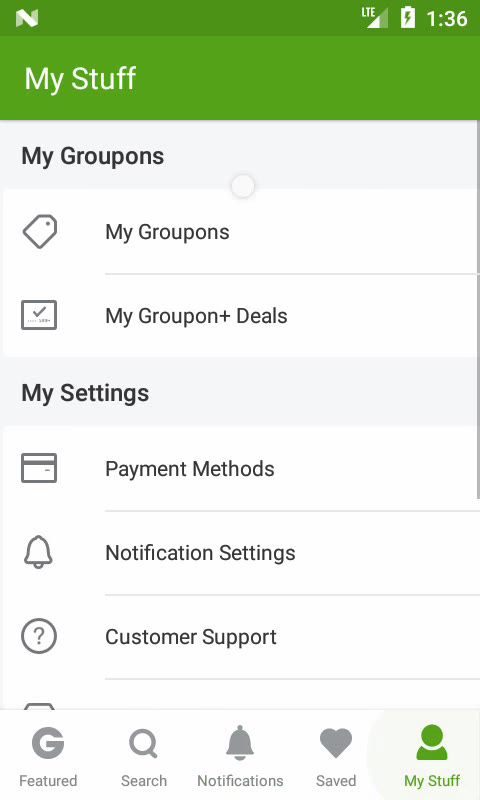 LTE 1:36
My Stuff
My Groupons
My Groupons
My Groupon+ Deals
My Settings
Payment Methods
Notification Settings
Customer Support
Featured Search Notifications Saved My Stuff